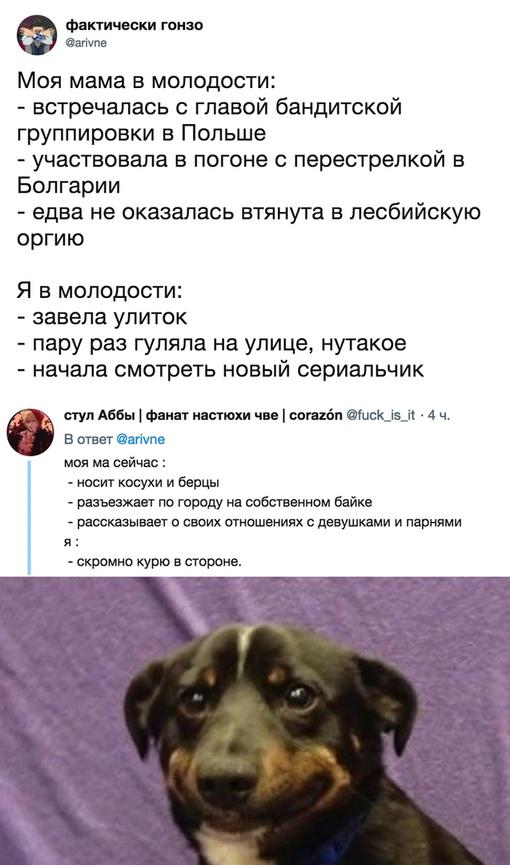 фактически гонзо
@arivne
Моя мама в молодости:
- встречалась с главой бандитской
группировки в Польше
- участвовала в погоне с перестрелкой в
Болгарии
- едва не оказалась втянута в лесбийскую
оргию
Я в молодости:
- завела улиток
- пару раз гуляла на улице, нутакое
- начала смотреть новый сериальчик
стул Аббы | фанат настюхи чве | corazón @fuck_is_it · 4 ч.
В ответ @arivne
моя ма сейчас :
- носит косухи и берцы
- разъезжает по городу на собственном байке
- рассказывает о своих отношениях с девушками и парнями
я :
- скромно курю в стороне.